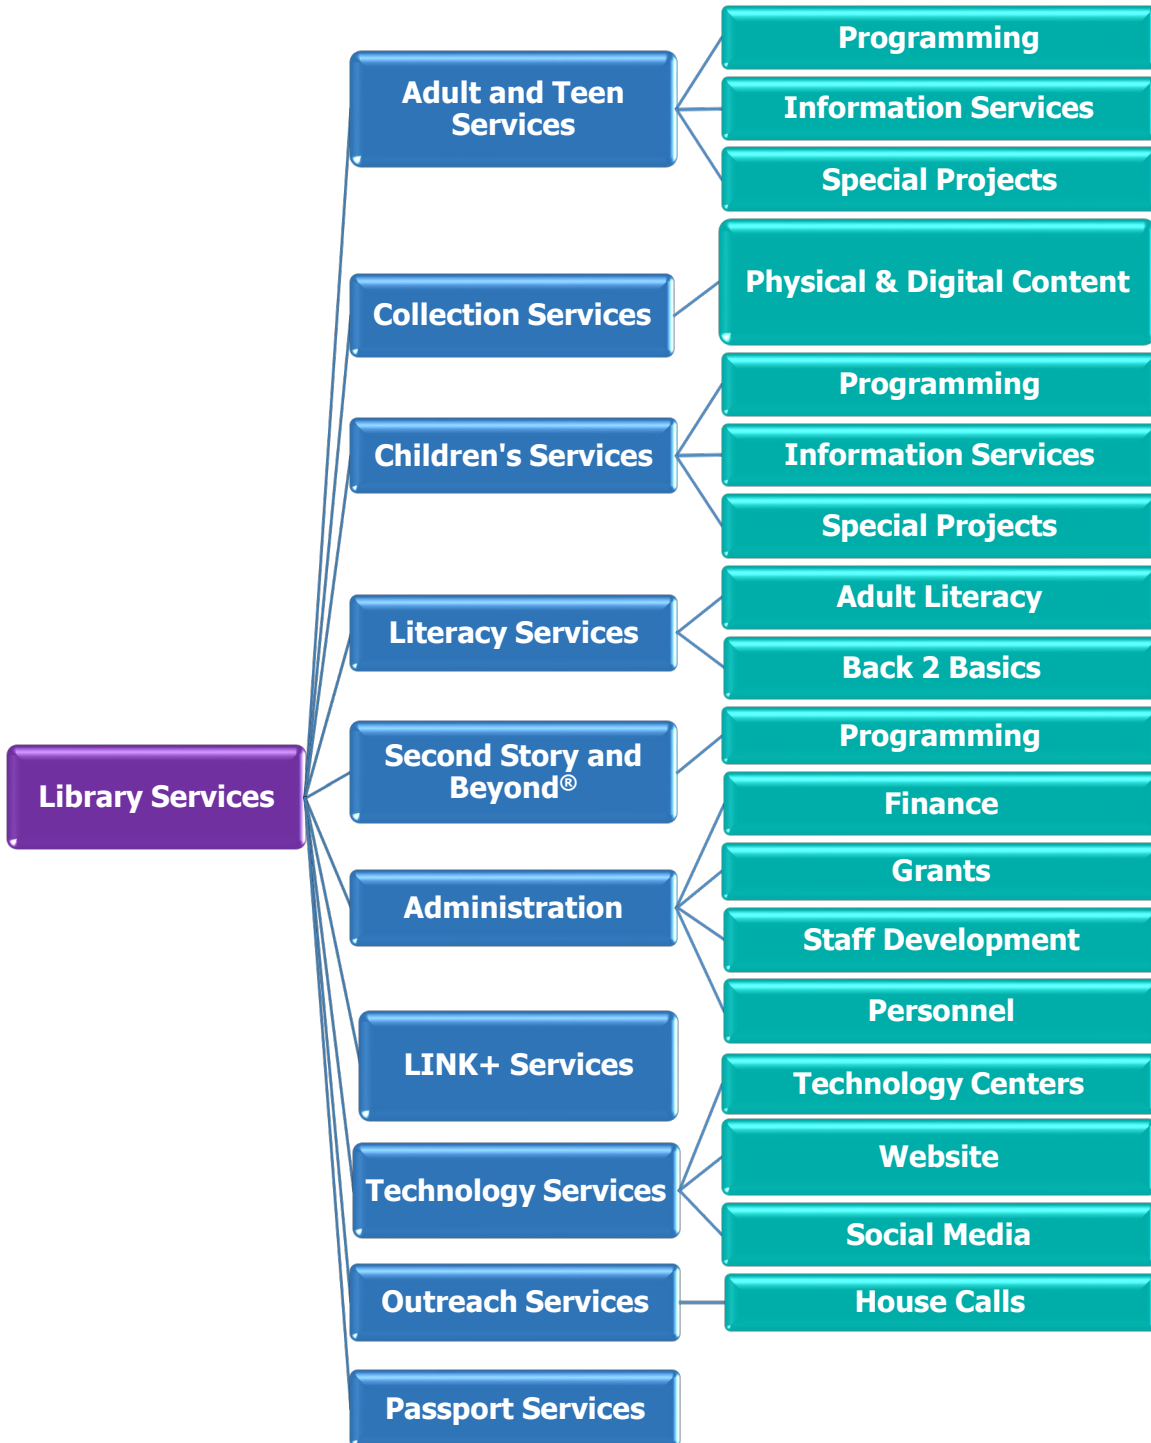 Library Services
Adult and Teen
Services
Programming
Information Services
Special Projects
Collection Services
Physical & Digital Content
Children's Services
Programming
Information Services
Special Projects
Literacy Services
Adult Literacy
Back 2 Basics
Second Story and
Beyond®
Programming
Administration
Finance
Grants
Staff Development
Personnel
LINK+ Services
Technology Services
Technology Centers
Website
Social Media
Outreach Services
House Calls
Passport Services